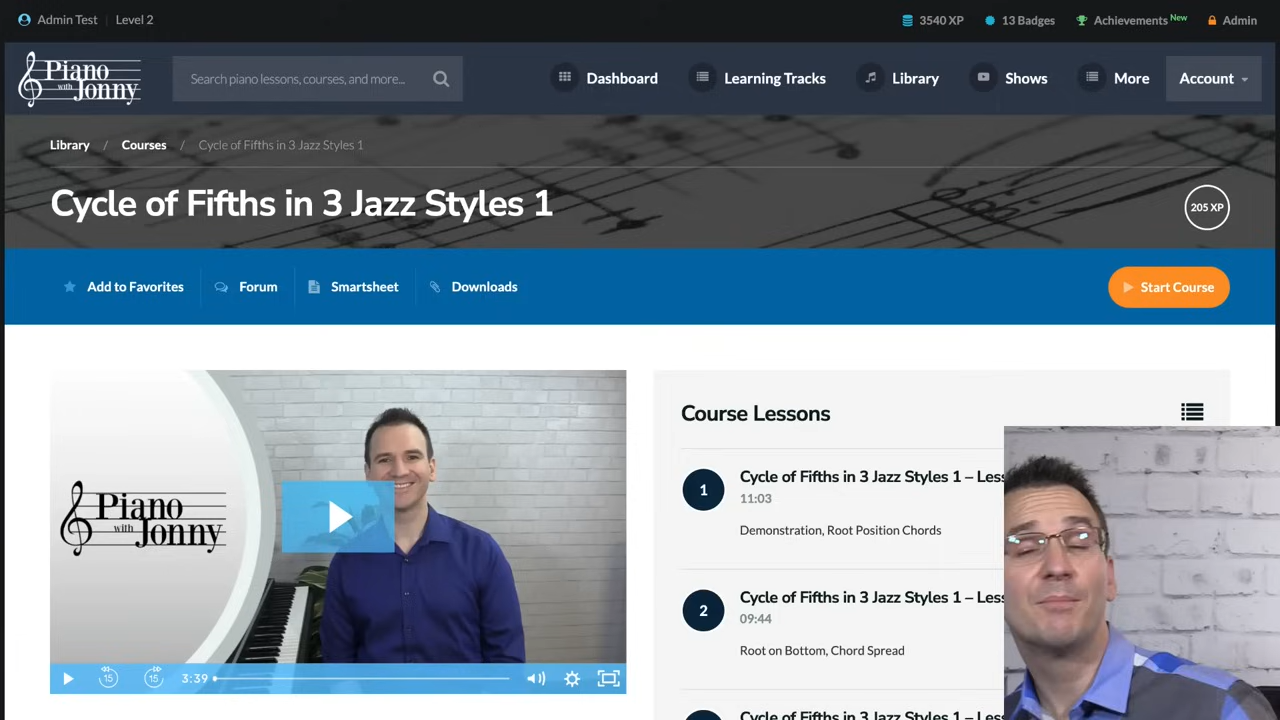 Admin Test
Level 2
3540 XP
13 Badges
Achievements New
Admin
Piano with Jonny
Search piano lessons, courses, and more...
Dashboard
Learning Tracks
Library
Shows
More
Account
Library / Courses / Cycle of Fifths in 3 Jazz Styles 1
Cycle of Fifths in 3 Jazz Styles 1
205 XP
Add to Favorites
Forum
Smartsheet
Downloads
Start Course
Piano with Jonny
15
15
3:39
Course Lessons
1
Cycle of Fifths in 3 Jazz Styles 1 – Less
11:03
Demonstration, Root Position Chords
2
Cycle of Fifths in 3 Jazz Styles 1 – Less
09:44
Root on Bottom, Chord Spread
Cycle of Fifths in 3 Jazz Styles 1 – Less